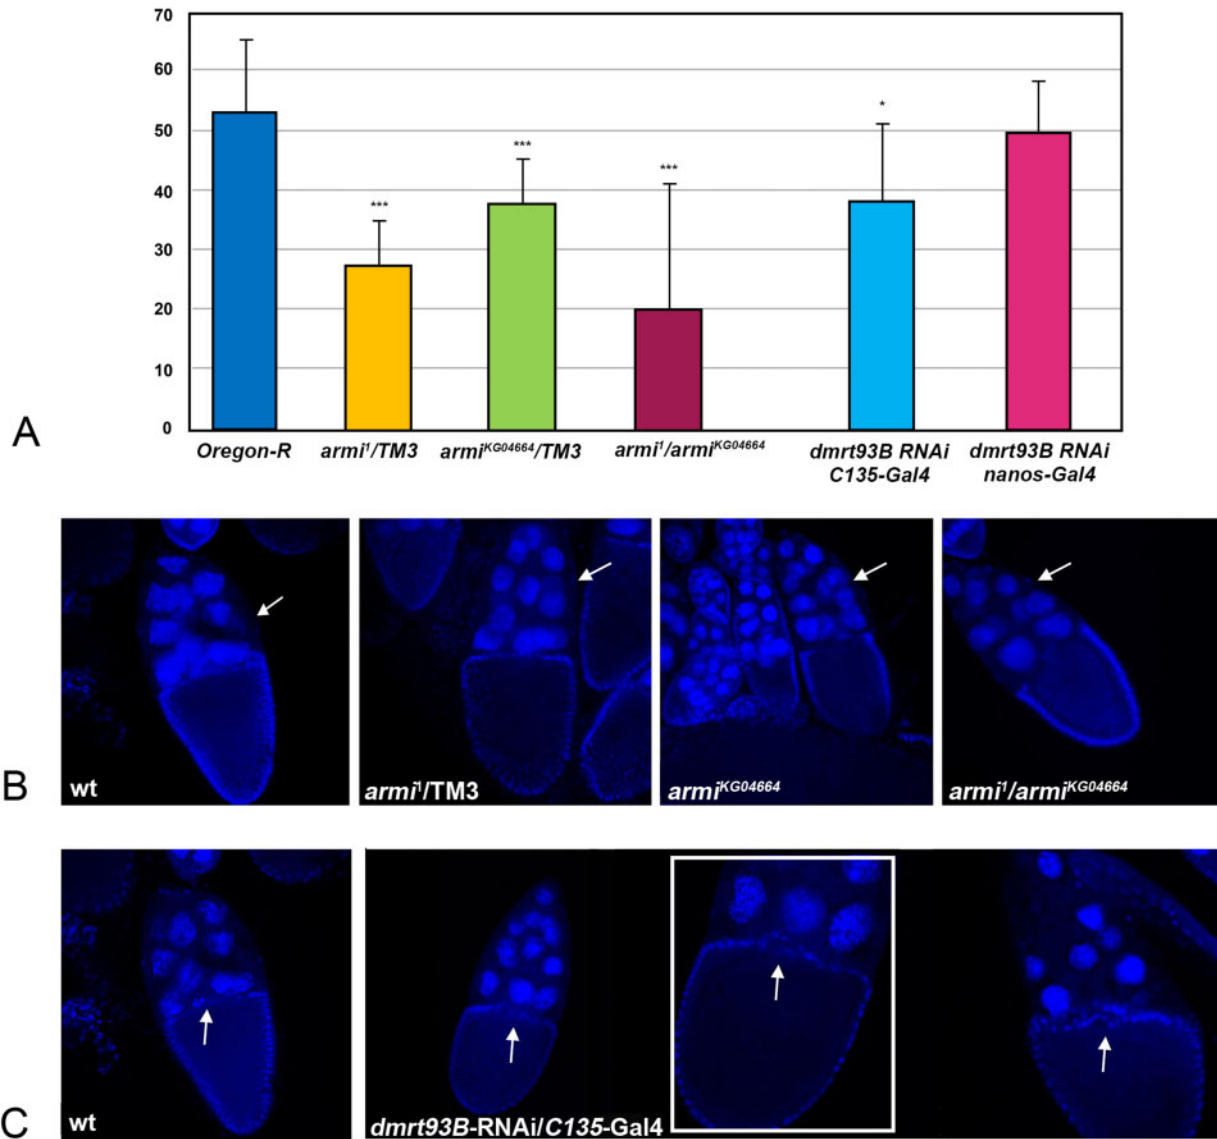 70
60
50
40
30
20
10
0
***
***
***
*
A
Oregon-R
armi¹/TM3
armiᴷᴳ⁰⁴⁶⁶⁴/TM3
armi¹/armiᴷᴳ⁰⁴⁶⁶⁴
dmrt93B RNAi
C135-Gal4
dmrt93B RNAi
nanos-Gal4
B
wt
armi¹/TM3
armiᴷᴳ⁰⁴⁶⁶⁴
armi¹/armiᴷᴳ⁰⁴⁶⁶⁴
C
wt
dmrt93B-RNAi/C135-Gal4